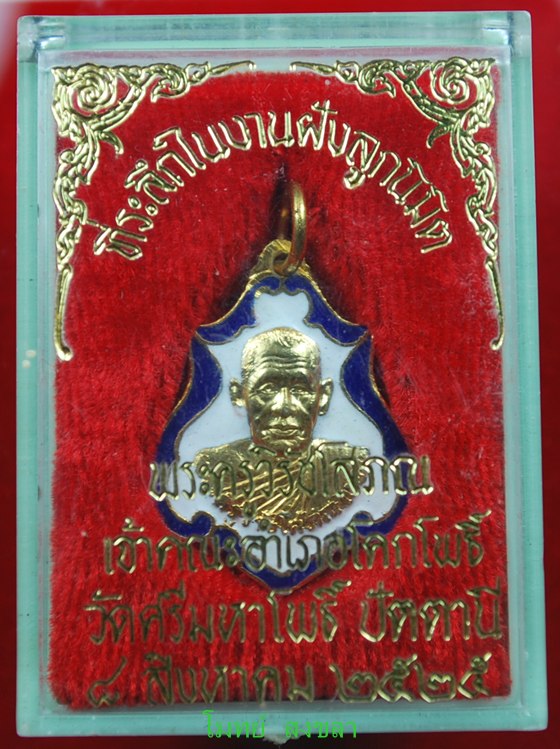 ที่ระลึกในงานฝังลูกนิมิต
พระครูวิรัชโสภณ
เจ้าคณะอำเภอโคกโพธิ์
วัดศรีมหาโพธิ์ ปัตตานี
๘ สิงหาคม ๒๕๒๕
โมทย์ สงขลา